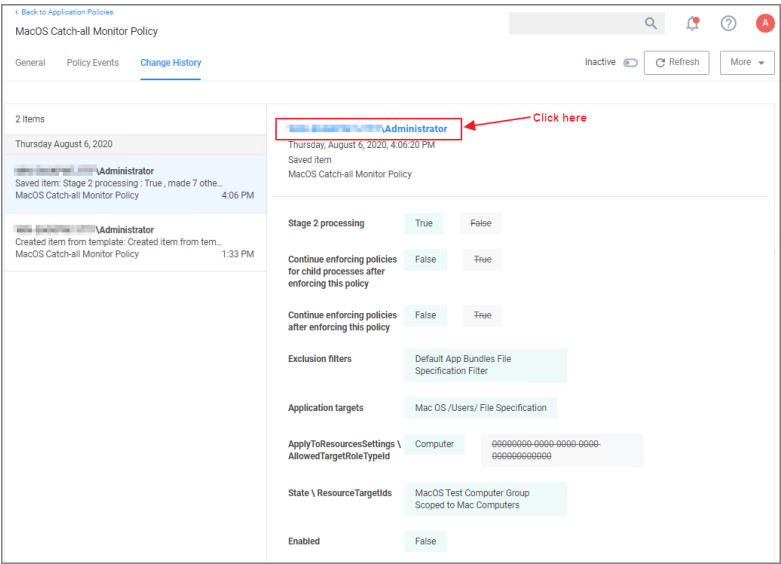 ‹ Back to Application Policies
MacOS Catch-all Monitor Policy
A
General Policy Events Change History
Inactive Refresh More
2 Items
Thursday August 6, 2020
\Administrator
Saved item: Stage 2 processing : True , made 7 othe...
MacOS Catch-all Monitor Policy 4:06 PM
\Administrator
Created item from template: Created item from tem...
MacOS Catch-all Monitor Policy 1:33 PM
\Administrator
Click here
Thursday, August 6, 2020, 4:06:20 PM
Saved item
MacOS Catch-all Monitor Policy
Stage 2 processing True False
Continue enforcing policies
for child processes after
enforcing this policy
False True
Continue enforcing policies
after enforcing this policy
False True
Exclusion filters
Default App Bundles File
Specification Filter
Application targets Mac OS /Users/ File Specification
ApplyToResourcesSettings \
AllowedTargetRoleTypeId
Computer
00000000-0000-0000-0000-
000000000000
State \ ResourceTargetIds
MacOS Test Computer Group
Scoped to Mac Computers
Enabled False